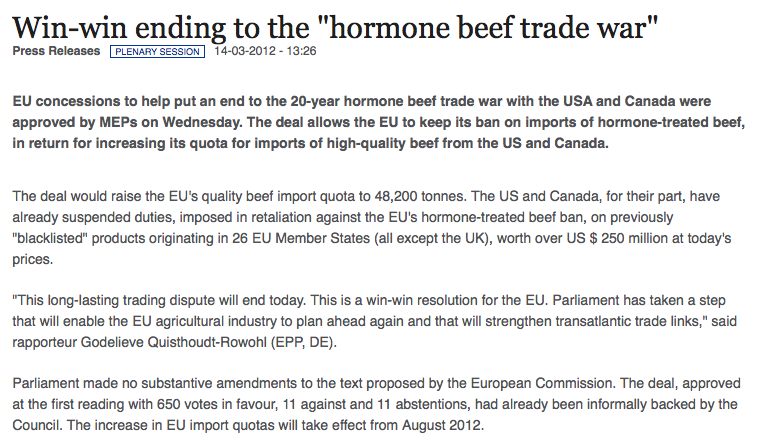 Win-win ending to the "hormone beef trade war"
Press Releases PLENARY SESSION 14-03-2012 - 13:26
EU concessions to help put an end to the 20-year hormone beef trade war with the USA and Canada were
approved by MEPs on Wednesday. The deal allows the EU to keep its ban on imports of hormone-treated beef,
in return for increasing its quota for imports of high-quality beef from the US and Canada.
The deal would raise the EU's quality beef import quota to 48,200 tonnes. The US and Canada, for their part, have
already suspended duties, imposed in retaliation against the EU's hormone-treated beef ban, on previously
"blacklisted" products originating in 26 EU Member States (all except the UK), worth over US $ 250 million at today's
prices.
"This long-lasting trading dispute will end today. This is a win-win resolution for the EU. Parliament has taken a step
that will enable the EU agricultural industry to plan ahead again and that will strengthen transatlantic trade links," said
rapporteur Godelieve Quisthoudt-Rowohl (EPP, DE).
Parliament made no substantive amendments to the text proposed by the European Commission. The deal, approved
at the first reading with 650 votes in favour, 11 against and 11 abstentions, had already been informally backed by the
Council. The increase in EU import quotas will take effect from August 2012.